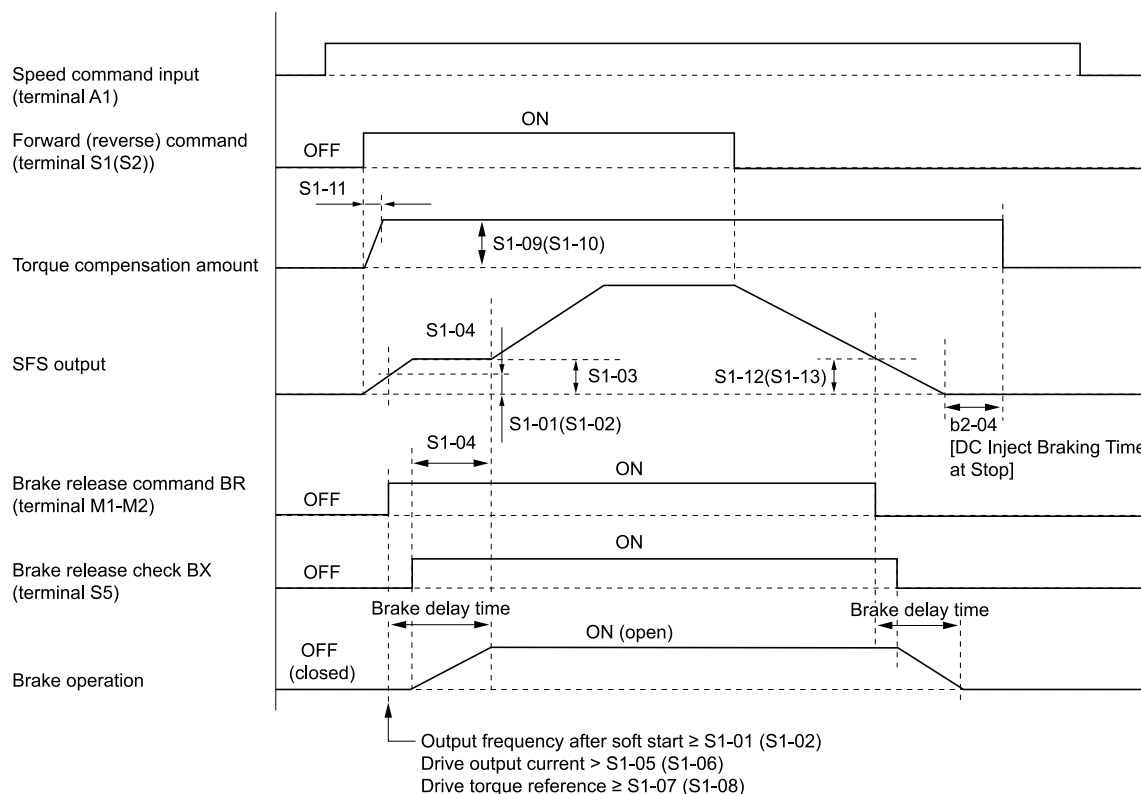 Speed command input
(terminal A1)
ON
Forward (reverse) command
(terminal S1(S2))
OFF
S1-11
S1-09(S1-10)
Torque compensation amount
S1-04
SFS output
S1-03
S1-12(S1-13)
S1-01(S1-02)
b2-04
[DC Inject Braking Time
at Stop]
S1-04
Brake release command BR
(terminal M1-M2)
OFF
ON
Brake release check BX
(terminal S5)
OFF
ON
Brake delay time
Brake delay time
ON (open)
OFF
(closed)
Brake operation
Output frequency after soft start ≥ S1-01 (S1-02)
Drive output current > S1-05 (S1-06)
Drive torque reference ≥ S1-07 (S1-08)